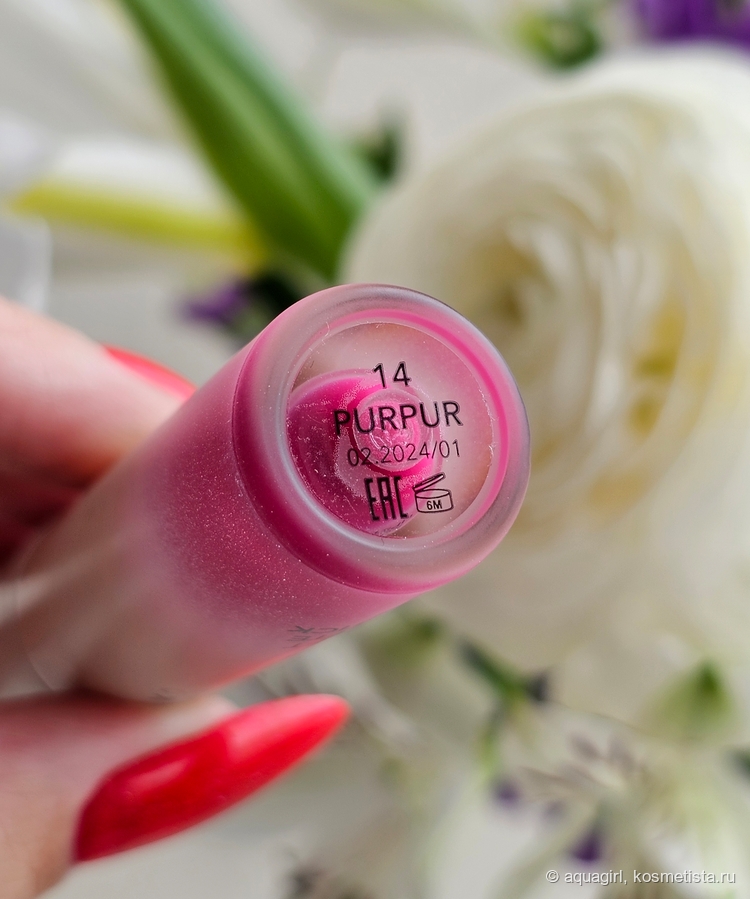 14
PURPUR
02.2024/01
EAC 6M
© aquagirl, kosmetista.ru